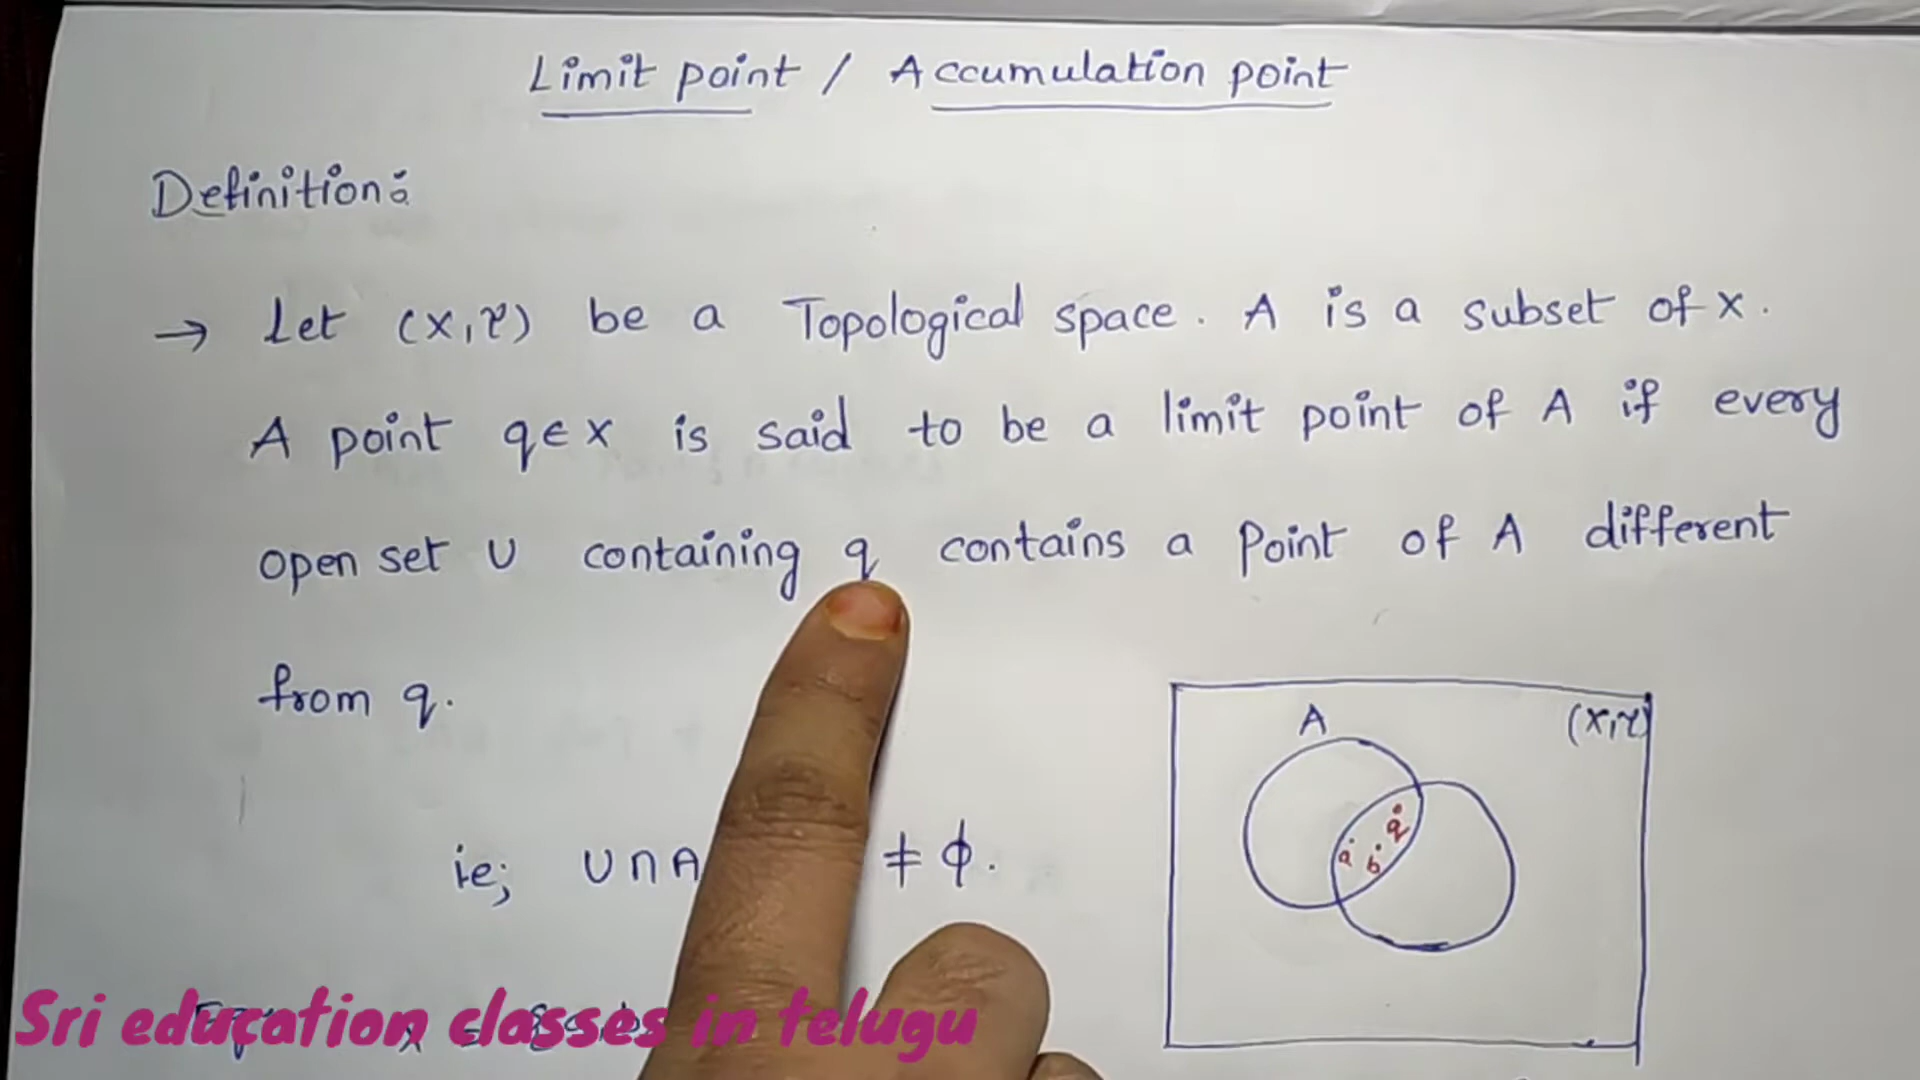 Limit point / Accumulation point
Definition:
→ Let (X,τ) be a Topological space. A is a subset of X.
A point q∈X is said to be a limit point of A if every
open set U containing q contains a point of A different
from q.
A
(X,τ)
q
a
b
ie; U∩A ≠ ϕ.
Sri education classes in telugu